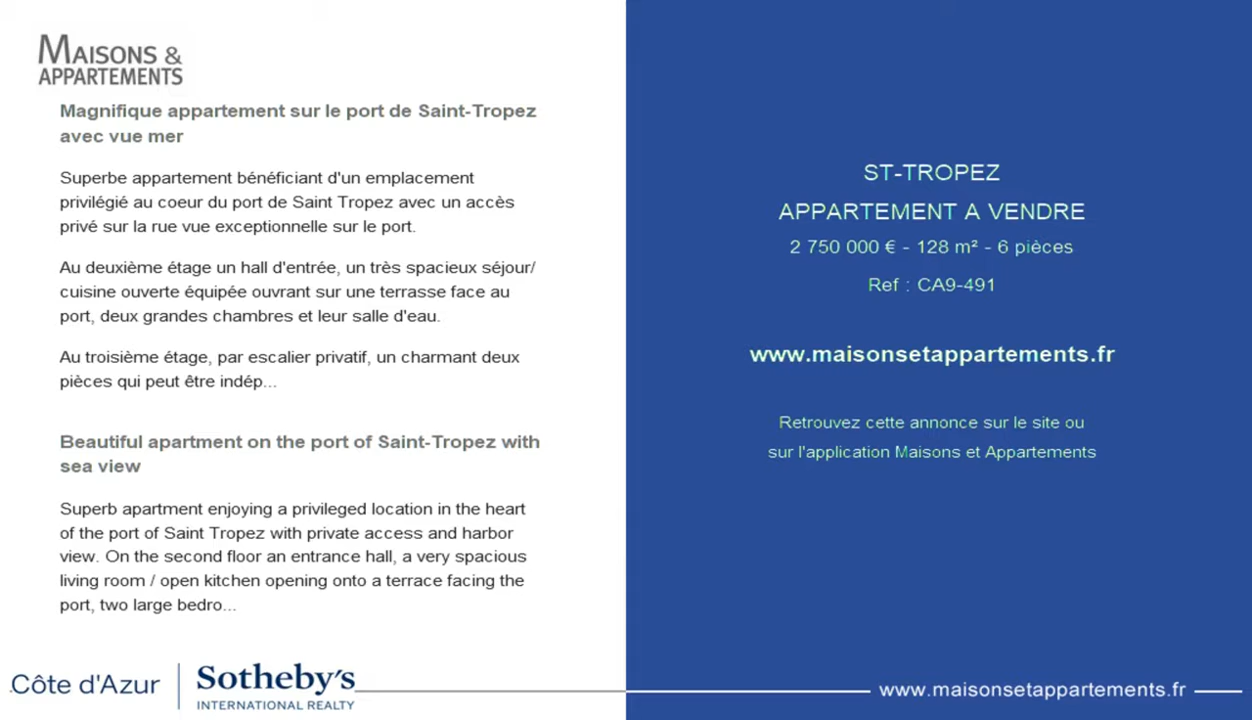 MAISONS &
APPARTEMENTS
Magnifique appartement sur le port de Saint-Tropez
avec vue mer
Superbe appartement bénéficiant d'un emplacement
privilégié au coeur du port de Saint Tropez avec un accès
privé sur la rue vue exceptionnelle sur le port.
Au deuxième étage un hall d'entrée, un très spacieux séjour/
cuisine ouverte équipée ouvrant sur une terrasse face au
port, deux grandes chambres et leur salle d'eau.
Au troisième étage, par escalier privatif, un charmant deux
pièces qui peut être indép...
Beautiful apartment on the port of Saint-Tropez with
sea view
Superb apartment enjoying a privileged location in the heart
of the port of Saint Tropez with private access and harbor
view. On the second floor an entrance hall, a very spacious
living room / open kitchen opening onto a terrace facing the
port, two large bedro...
Côte d'Azur
Sotheby's
INTERNATIONAL REALTY
ST-TROPEZ
APPARTEMENT A VENDRE
2 750 000 € - 128 m² - 6 pièces
Ref : CA9-491
www.maisonsetappartements.fr
Retrouvez cette annonce sur le site ou
sur l'application Maisons et Appartements
www.maisonsetappartements.fr